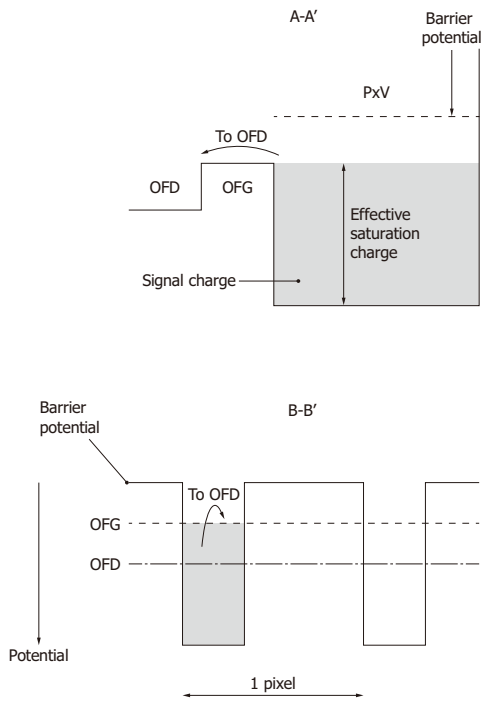 A-A′
Barrier
potential
PxV
To OFD
OFD
OFG
Effective
saturation
charge
Signal charge
Barrier
potential
B-B′
To OFD
OFG
OFD
Potential
1 pixel